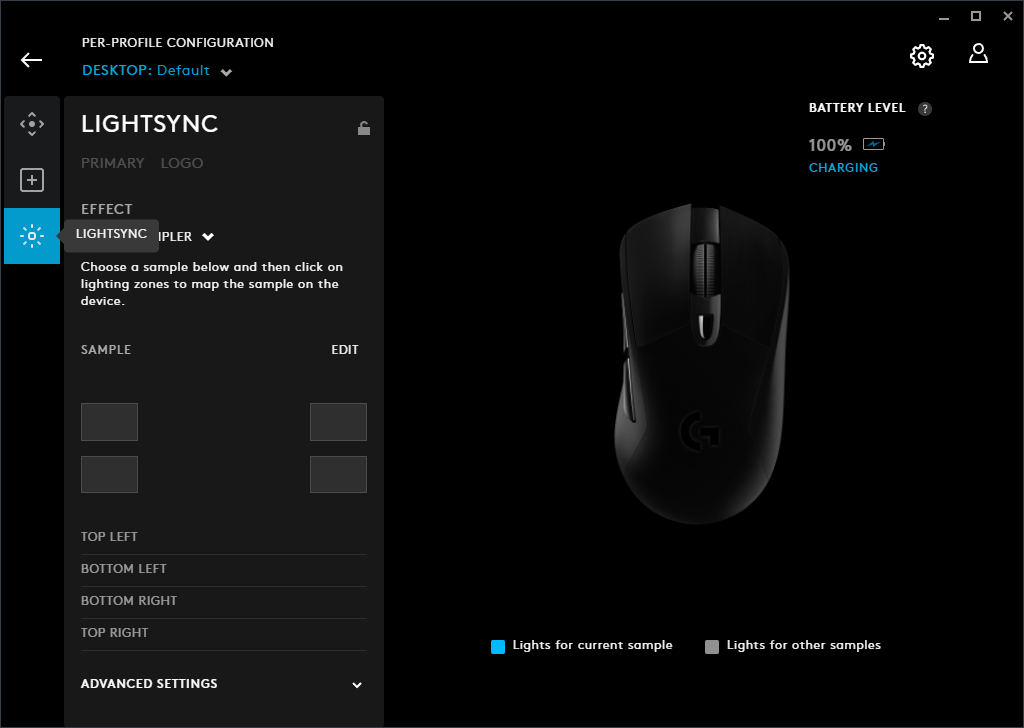 PER-PROFILE CONFIGURATION
DESKTOP: Default
BATTERY LEVEL ?
100%
CHARGING
LIGHTSYNC
PRIMARY LOGO
EFFECT
LIGHTSYNC
Choose a sample below and then click on
lighting zones to map the sample on the
device.
SAMPLE EDIT
TOP LEFT
BOTTOM LEFT
BOTTOM RIGHT
TOP RIGHT
ADVANCED SETTINGS
Lights for current sample
Lights for other samples